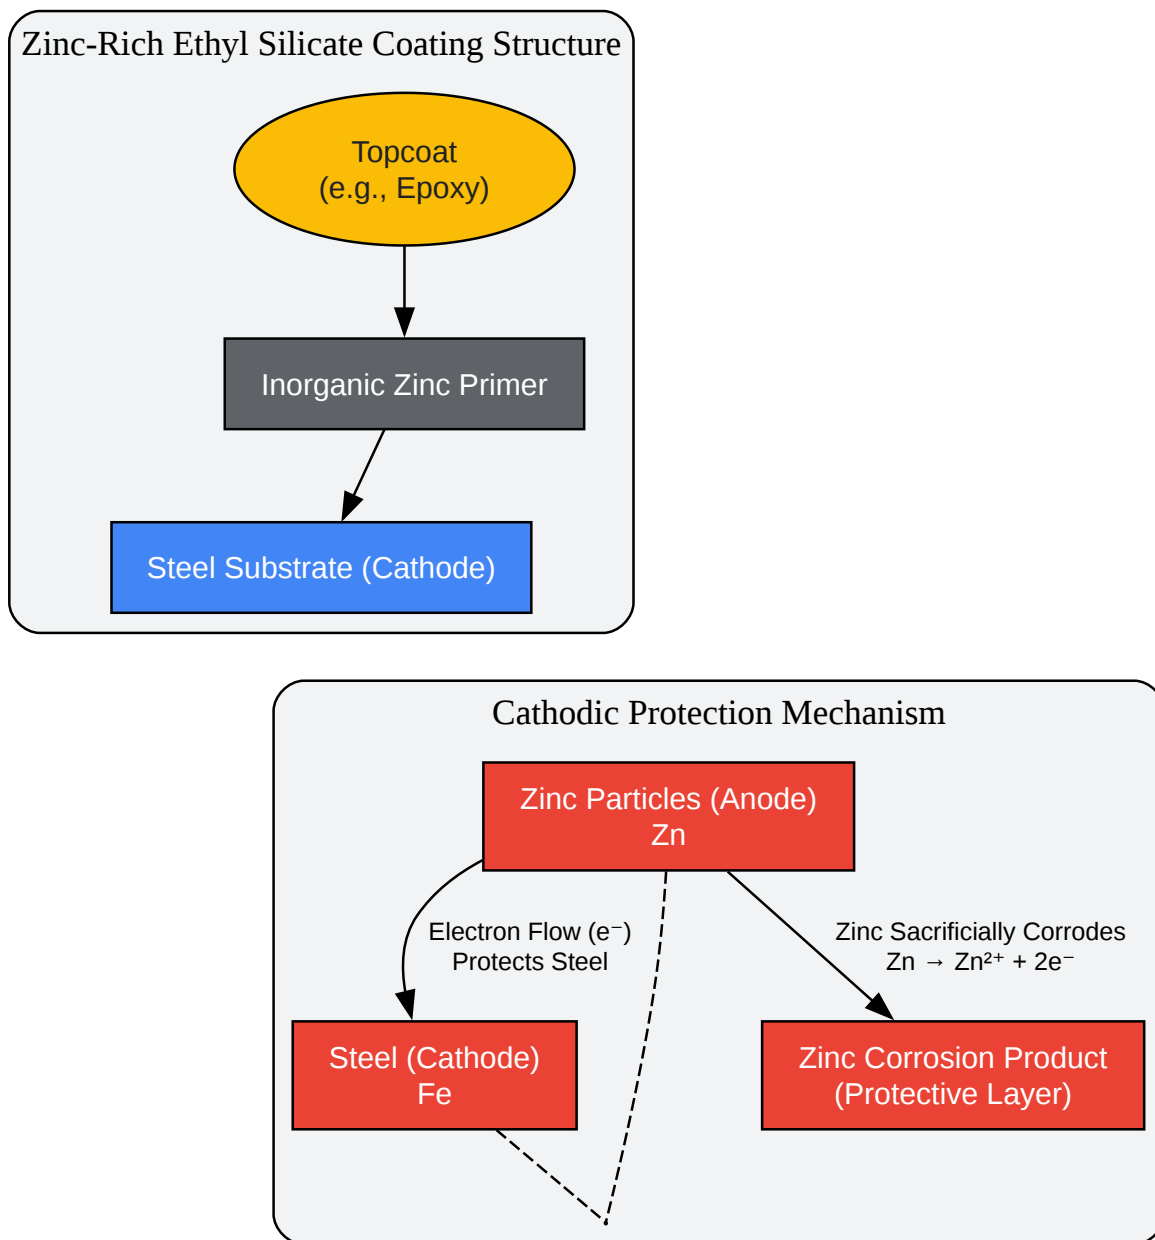 Zinc-Rich Ethyl Silicate Coating Structure
Topcoat
(e.g., Epoxy)
Inorganic Zinc Primer
Steel Substrate (Cathode)
Cathodic Protection Mechanism
Zinc Particles (Anode)
Zn
Electron Flow (e⁻)
Protects Steel
Zinc Sacrificially Corrodes
Zn → Zn²⁺ + 2e⁻
Steel (Cathode)
Fe
Zinc Corrosion Product
(Protective Layer)